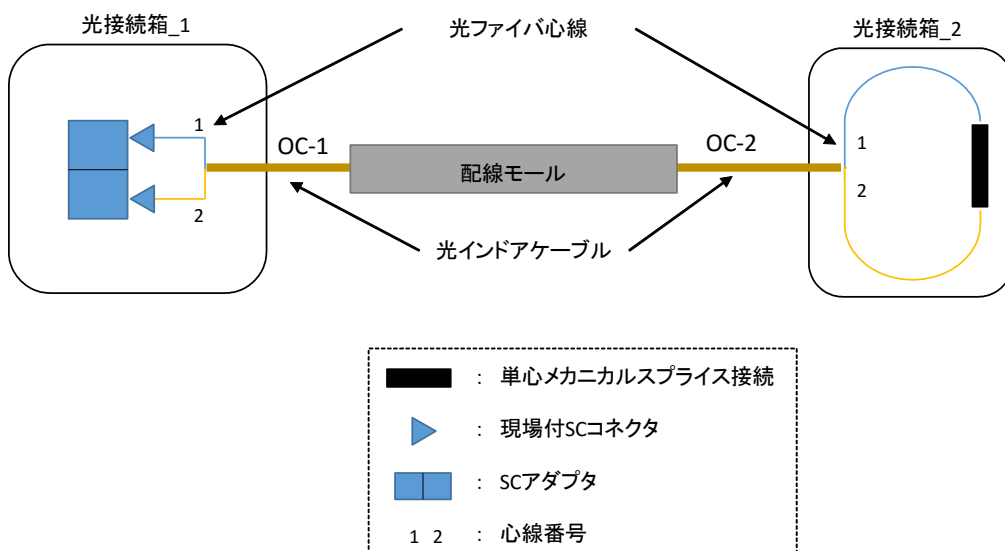 光接続箱_1
光ファイバ心線
光接続箱_2
1
2
OC-1
配線モール
OC-2
1
2
光インドアケーブル
： 単心メカニカルスプライス接続
： 現場付SCコネクタ
： SCアダプタ
1 2 ： 心線番号